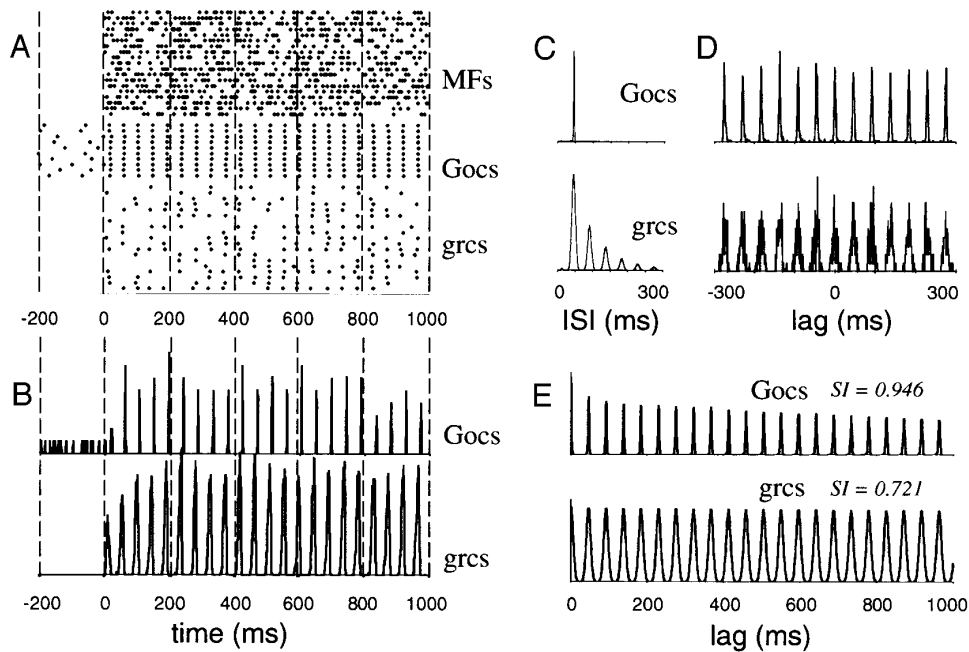 A
MFs
Gocs
grcs
-200 0 200 400 600 800 1000
B
Gocs
grcs
-200 0 200 400 600 800 1000
time (ms)
C
D
Gocs
grcs
0 300
ISI (ms)
-300 0 300
lag (ms)
E
Gocs SI = 0.946
grcs SI = 0.721
0 200 400 600 800 1000
lag (ms)